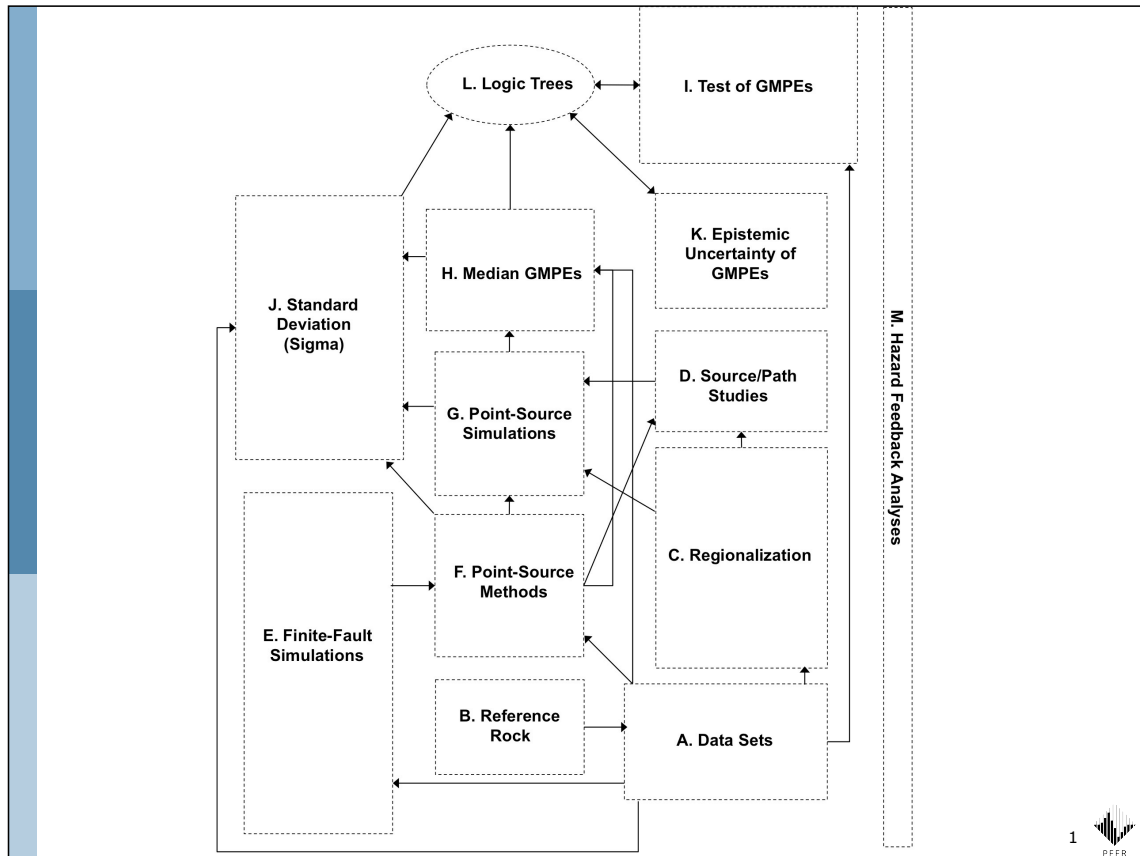 L. Logic Trees
I. Test of GMPEs
K. Epistemic
Uncertainty of
GMPEs
H. Median GMPEs
J. Standard
Deviation
(Sigma)
M. Hazard Feedback Analyses
D. Source/Path
Studies
G. Point-Source
Simulations
C. Regionalization
F. Point-Source
Methods
E. Finite-Fault
Simulations
B. Reference
Rock
A. Data Sets
1
PEER